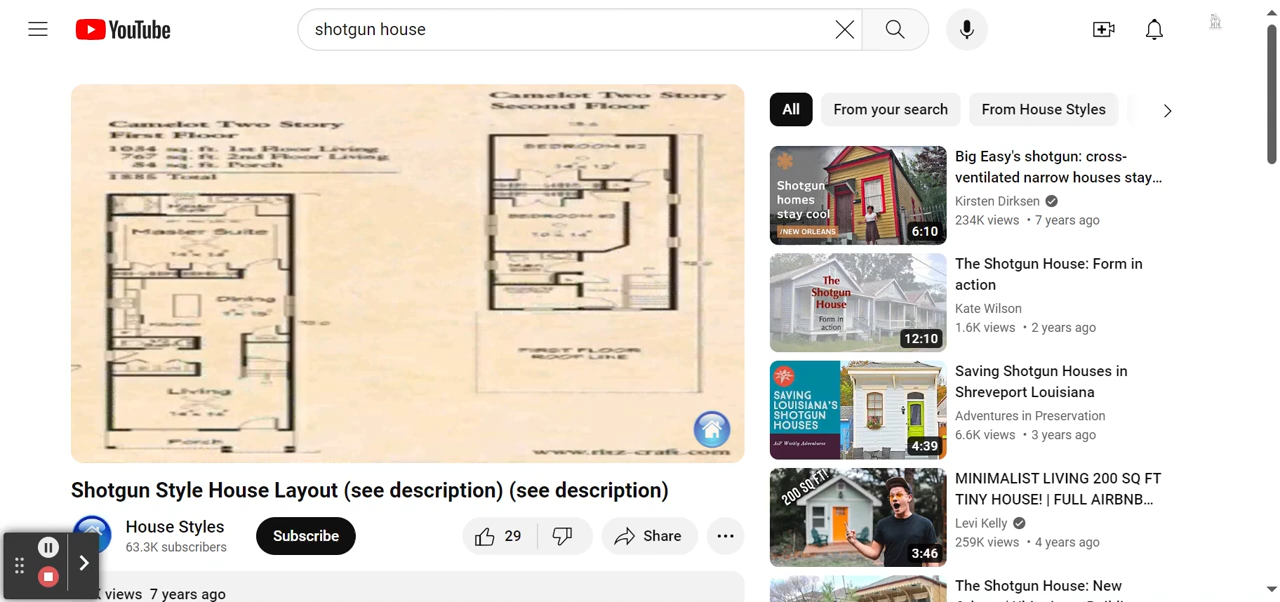 YouTube
shotgun house
Camelot Two Story
First Floor
1034 sq. ft. 1st Floor Living
767 sq. ft. 2nd Floor Living
84 sq. ft. Porch
1885 Total
Master Suite
Dining
Living
Porch
Camelot Two Story
Second Floor
BEDROOM #2
BEDROOM #3
FIRST FLOOR
ROOF LINE
Shotgun Style House Layout (see description) (see description)
House Styles
63.3K subscribers
Subscribe
29
Share
views 7 years ago
All
From your search
From House Styles
Shotgun
homes
stay cool
/NEW ORLEANS
6:10
Big Easy's shotgun: cross-
ventilated narrow houses stay…
Kirsten Dirksen
234K views • 7 years ago
The
Shotgun
House
Form in
action
12:10
The Shotgun House: Form in
action
Kate Wilson
1.6K views • 2 years ago
SAVING
LOUISIANA'S
SHOTGUN
HOUSES
4:39
Saving Shotgun Houses in
Shreveport Louisiana
Adventures in Preservation
6.6K views • 3 years ago
200 SQ FT!
3:46
MINIMALIST LIVING 200 SQ FT
TINY HOUSE! | FULL AIRBNB…
Levi Kelly
259K views • 4 years ago
The Shotgun House: New